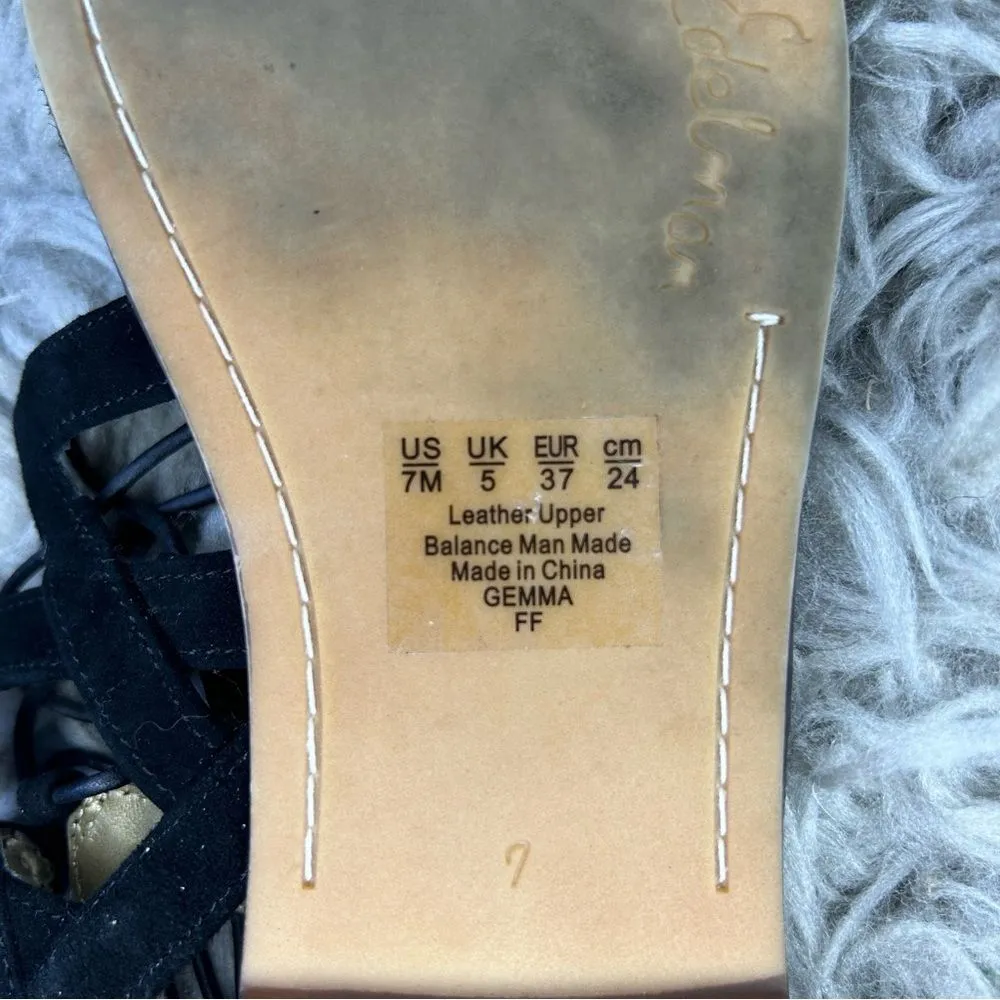 Edelman
US UK EUR cm
7M 5 37 24
Leather Upper
Balance Man Made
Made in China
GEMMA
FF
7